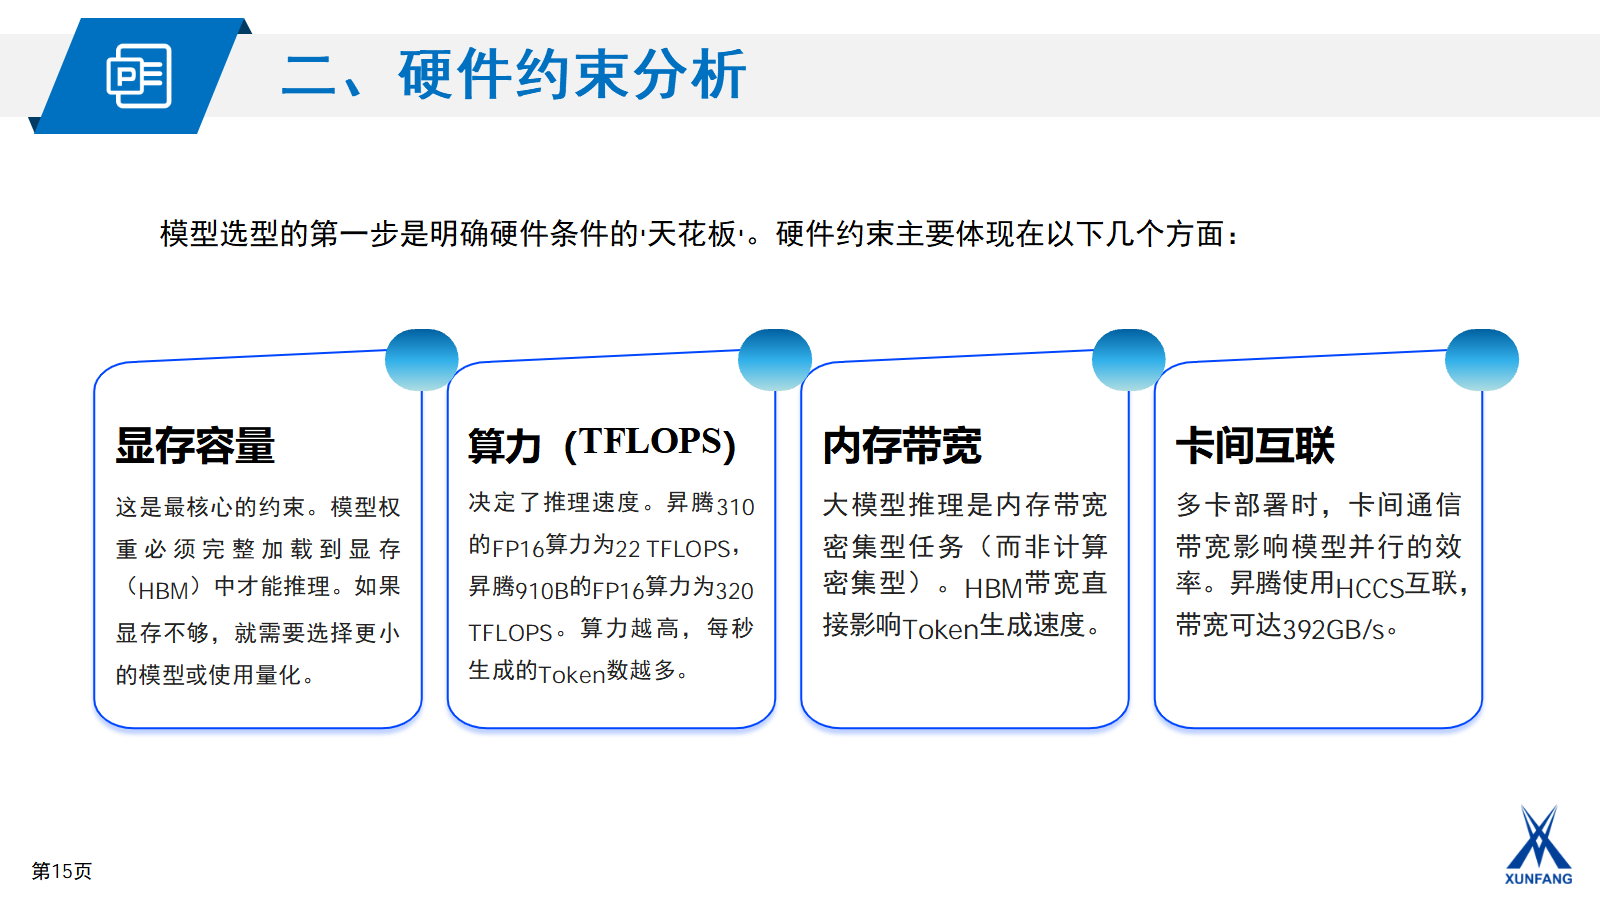 二、硬件约束分析
模型选型的第一步是明确硬件条件的'天花板'。硬件约束主要体现在以下几个方面：
显存容量
这是最核心的约束。模型权
重必须完整加载到显存
（HBM）中才能推理。如果
显存不够，就需要选择更小
的模型或使用量化。
算力（TFLOPS）
决定了推理速度。昇腾310
的FP16算力为22 TFLOPS，
昇腾910B的FP16算力为320
TFLOPS。算力越高，每秒
生成的Token数越多。
内存带宽
大模型推理是内存带宽
密集型任务（而非计算
密集型）。HBM带宽直
接影响Token生成速度。
卡间互联
多卡部署时，卡间通信
带宽影响模型并行的效
率。昇腾使用HCCS互联，
带宽可达392GB/s。
第15页
XUNFANG